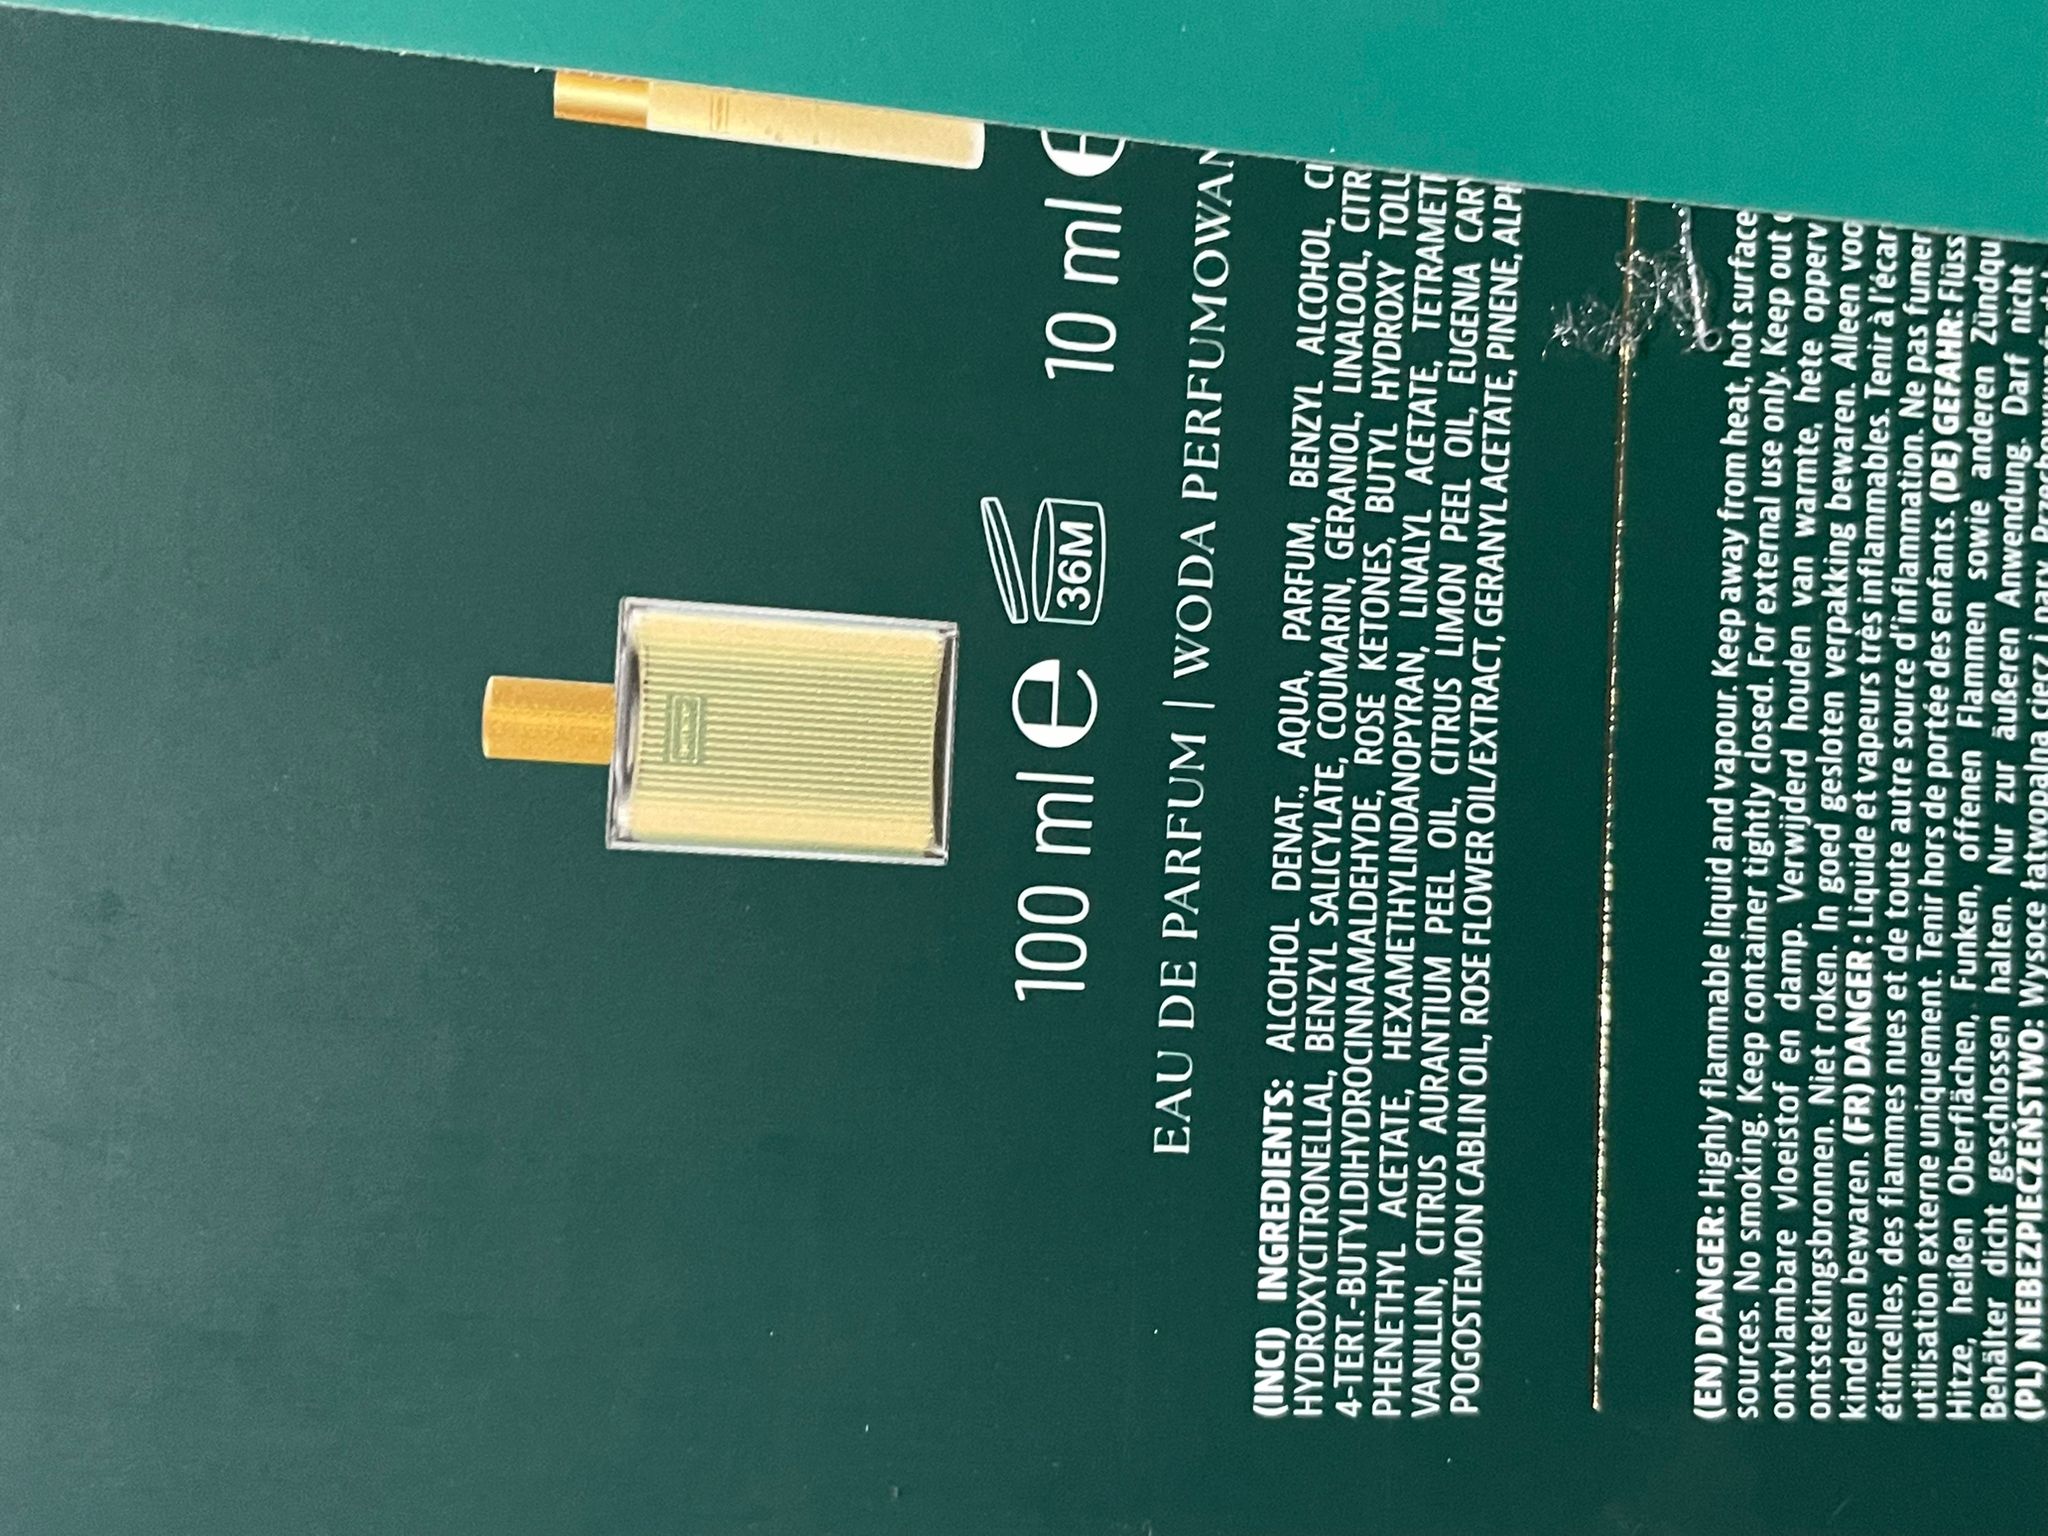 100 ml e 36M 10 ml e
EAU DE PARFUM | WODA PERFUMOWAN
(INCI) INGREDIENTS: ALCOHOL DENAT., AQUA, PARFUM, BENZYL ALCOHOL, CI
HYDROXYCITRONELLAL, BENZYL SALICYLATE, COUMARIN, GERANIOL, LINALOOL, CITR
4-TERT.-BUTYLDIHYDROCINNAMALDEHYDE, ROSE KETONES, BUTYL HYDROXY TOLU
PHENETHYL ACETATE, HEXAMETHYLINDANOPYRAN, LINALYL ACETATE, TETRAMETH
VANILLIN, CITRUS AURANTIUM PEEL OIL, CITRUS LIMON PEEL OIL, EUGENIA CARY
POGOSTEMON CABLIN OIL, ROSE FLOWER OIL/EXTRACT, GERANYL ACETATE, PINENE, ALPH
(EN) DANGER: Highly flammable liquid and vapour. Keep away from heat, hot surface
sources. No smoking. Keep container tightly closed. For external use only. Keep out
ontvlambare vloeistof en damp. Verwijderd houden van warmte, hete opperv
ontstekingsbronnen. Niet roken. In goed gesloten verpakking bewaren. Alleen voo
kinderen bewaren. (FR) DANGER : Liquide et vapeurs très inflammables. Tenir à l'écar
étincelles, des flammes nues et de toute autre source d'inflammation. Ne pas fumer
utilisation externe uniquement. Tenir hors de portée des enfants. (DE) GEFAHR: Flüss
Hitze, heißen Oberflächen, Funken, offenen Flammen sowie anderen Zündqu
Behälter dicht geschlossen halten. Nur zur äußeren Anwendung. Darf nicht
(PL) NIEBEZPIECZEŃSTWO: Wysoce łatwopalna ciecz i pary.